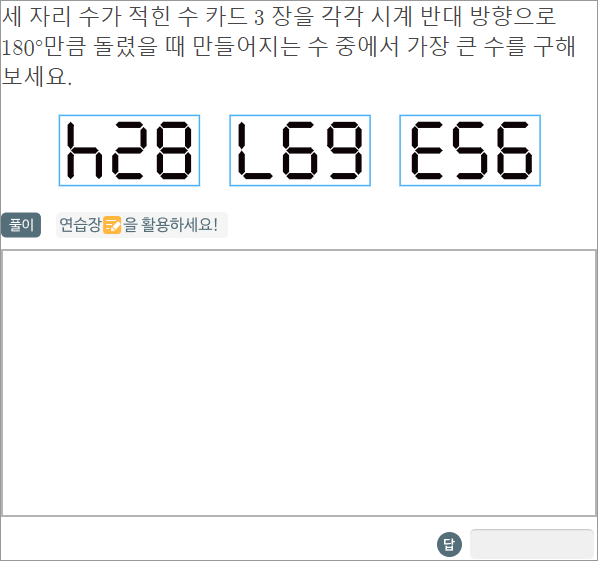 세 자리 수가 적힌 수 카드 3 장을 각각 시계 반대 방향으로
180°만큼 돌렸을 때 만들어지는 수 중에서 가장 큰 수를 구해
보세요.
h28 L69 E56
풀이 연습장📝을 활용하세요!
답